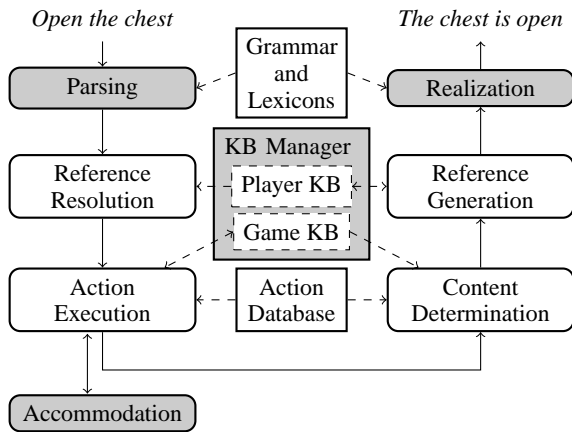 Open the chest
The chest is open
Grammar
and
Lexicons
Parsing
Realization
KB Manager
Reference
Resolution
Player KB
Reference
Generation
Game KB
Action
Execution
Action
Database
Content
Determination
Accommodation